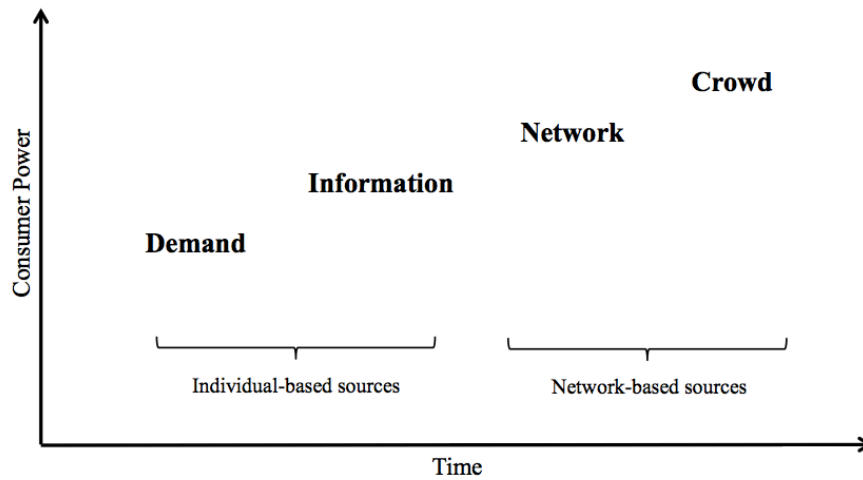 Crowd
Network
Information
Demand
Consumer Power
Individual-based sources
Network-based sources
Time